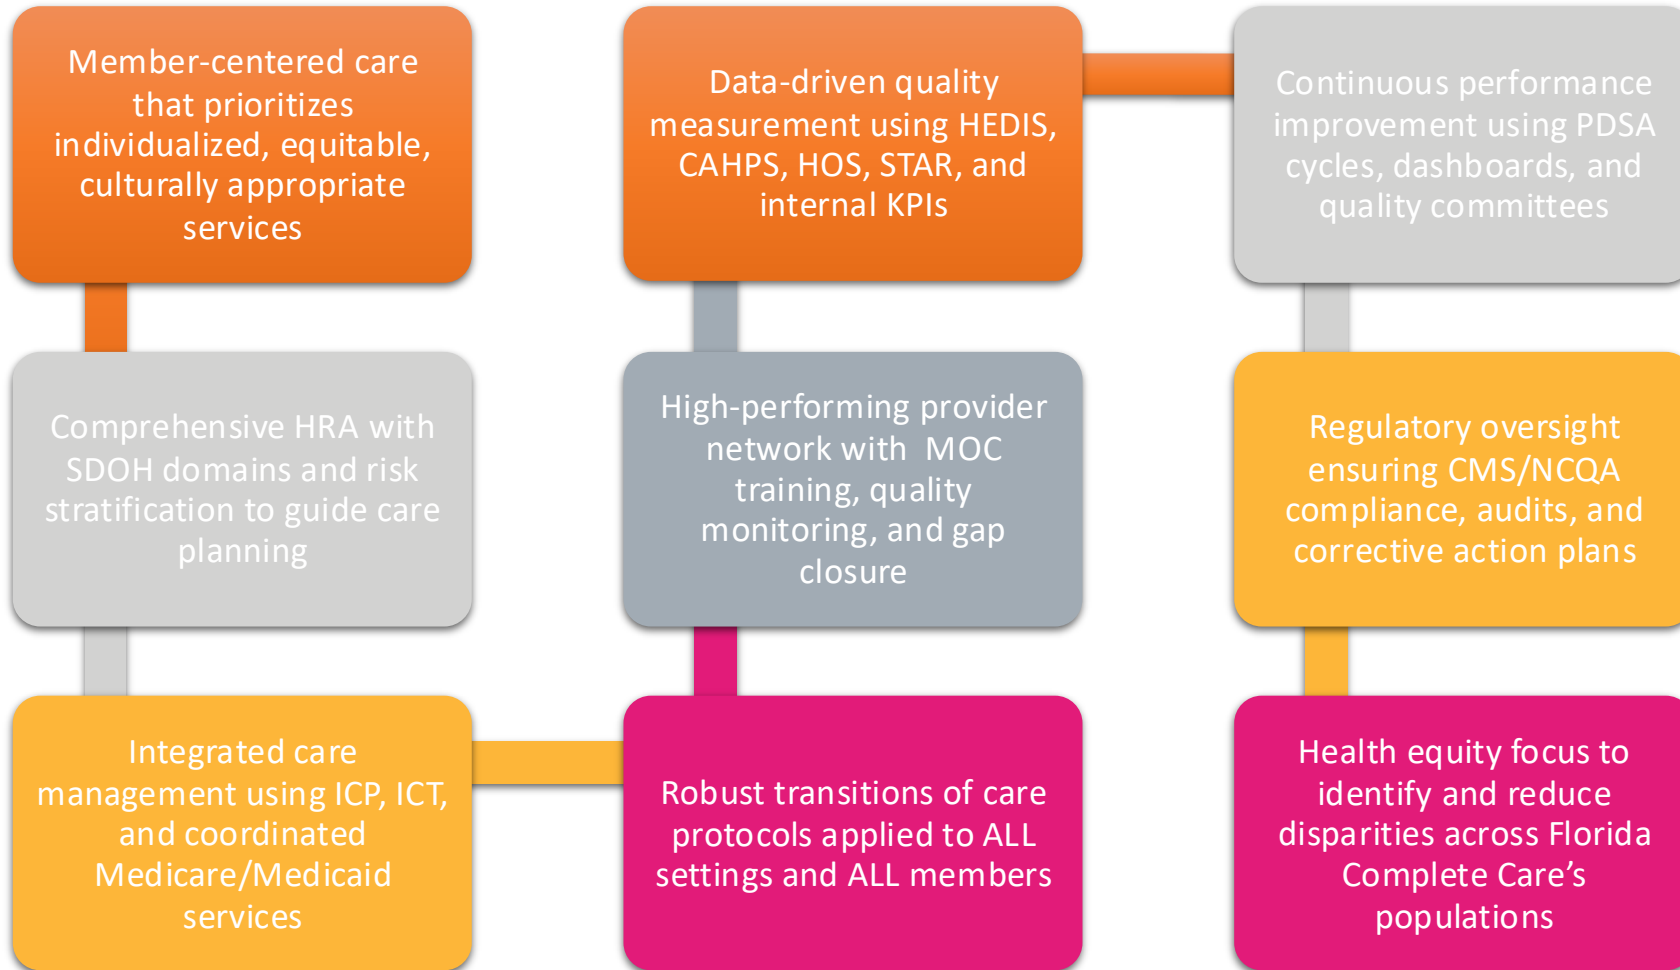 Member-centered care
that prioritizes
individualized, equitable,
culturally appropriate
services
Comprehensive HRA with
SDOH domains and risk
stratification to guide care
planning
Integrated care
management using ICP, ICT,
and coordinated
Medicare/Medicaid
services
Robust transitions of care
protocols applied to ALL
settings and ALL members
High-performing provider
network with MOC
training, quality
monitoring, and gap
closure
Data-driven quality
measurement using HEDIS,
CAHPS, HOS, STAR, and
internal KPIs
Continuous performance
improvement using PDSA
cycles, dashboards, and
quality committees
Regulatory oversight
ensuring CMS/NCQA
compliance, audits, and
corrective action plans
Health equity focus to
identify and reduce
disparities across Florida
Complete Care’s
populations